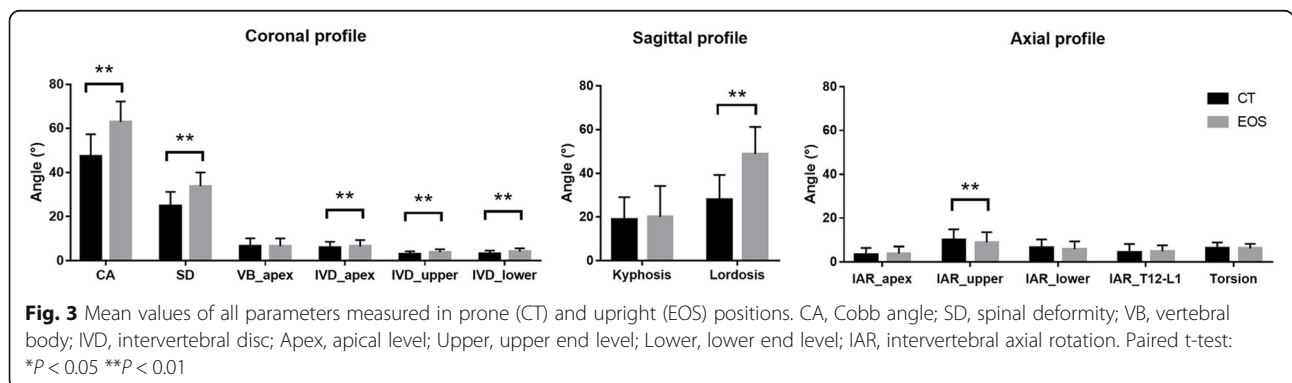 Coronal profile
Sagittal profile
Axial profile
Angle (°)
80
60
40
20
0
**
**
**
**
**
CA
SD
VB_apex
IVD_apex
IVD_upper
IVD_lower
80
60
40
20
0
**
Kyphosis
Lordosis
Angle (°)
80
60
40
20
0
**
IAR_apex
IAR_upper
IAR_lower
IAR_T12-L1
Torsion
CT
EOS
Fig. 3 Mean values of all parameters measured in prone (CT) and upright (EOS) positions. CA, Cobb angle; SD, spinal deformity; VB, vertebral
body; IVD, intervertebral disc; Apex, apical level; Upper, upper end level; Lower, lower end level; IAR, intervertebral axial rotation. Paired t-test:
*P < 0.05 **P < 0.01